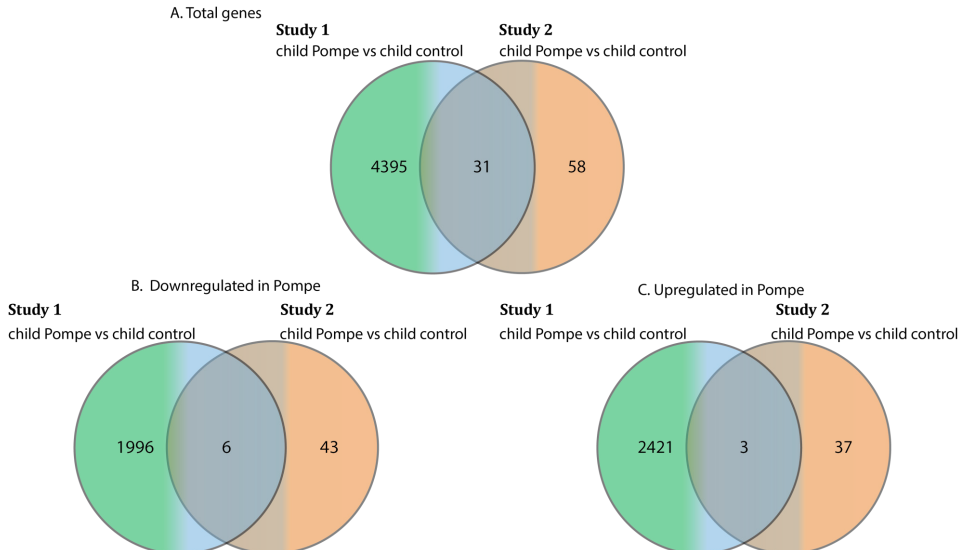 A. Total genes
Study 1
Study 2
child Pompe vs child control
child Pompe vs child control
4395
31
58
B. Downregulated in Pompe
Study 1
Study 2
child Pompe vs child control
child Pompe vs child control
1996
6
43
C. Upregulated in Pompe
Study 1
Study 2
child Pompe vs child control
child Pompe vs child control
2421
3
37